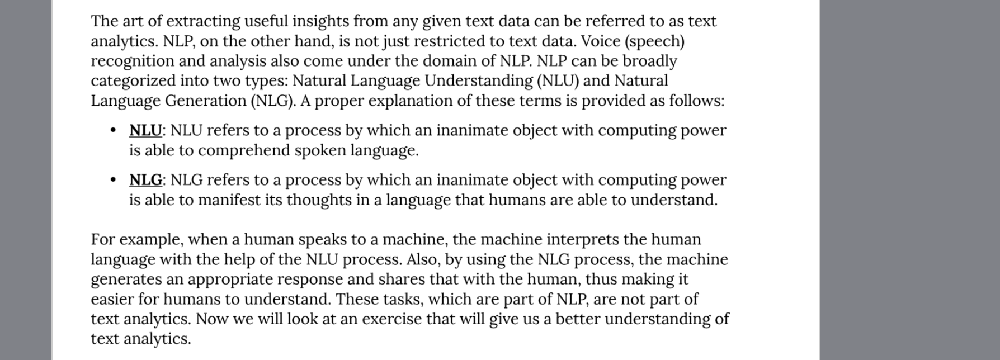 The art of extracting useful insights from any given text data can be referred to as text
analytics. NLP, on the other hand, is not just restricted to text data. Voice (speech)
recognition and analysis also come under the domain of NLP. NLP can be broadly
categorized into two types: Natural Language Understanding (NLU) and Natural
Language Generation (NLG). A proper explanation of these terms is provided as follows:
• NLU: NLU refers to a process by which an inanimate object with computing power
is able to comprehend spoken language.
• NLG: NLG refers to a process by which an inanimate object with computing power
is able to manifest its thoughts in a language that humans are able to understand.
For example, when a human speaks to a machine, the machine interprets the human
language with the help of the NLU process. Also, by using the NLG process, the machine
generates an appropriate response and shares that with the human, thus making it
easier for humans to understand. These tasks, which are part of NLP, are not part of
text analytics. Now we will look at an exercise that will give us a better understanding of
text analytics.